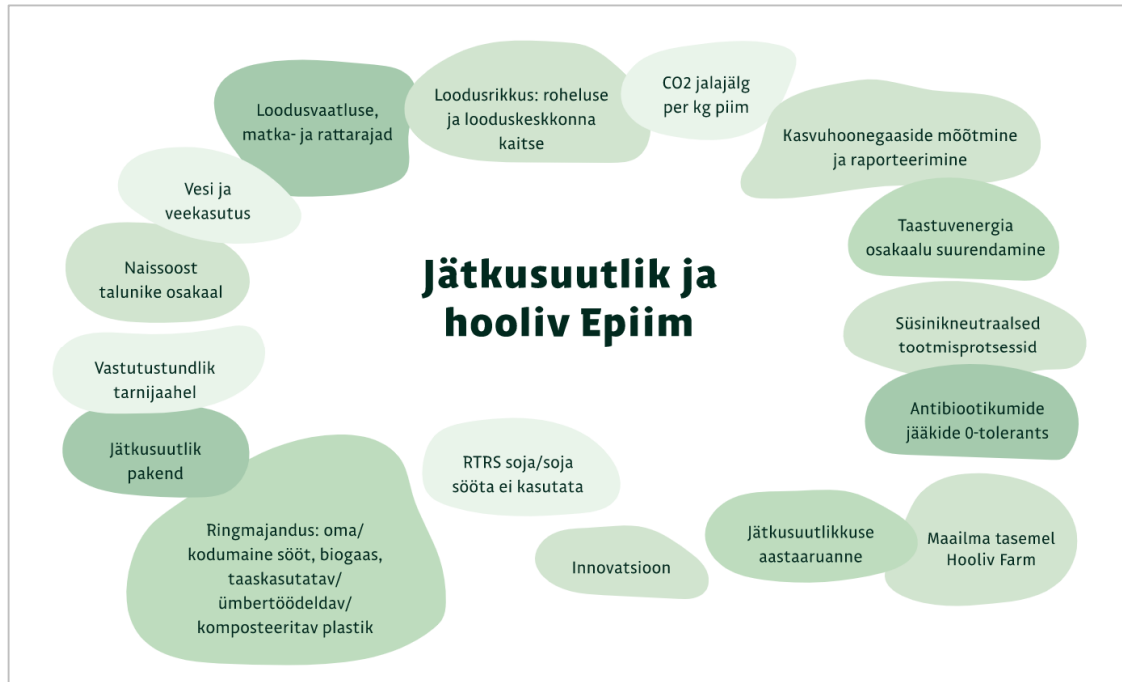 Loodusvaatluse,
matka- ja rattarajad
Loodusrikkus: roheluse
ja looduskeskkonna
kaitse
CO2 jalajälg
per kg piim
Kasvuhoonegaaside mõõtmine
ja raporteerimine
Vesi ja
veekasutus
Taastuvenergia
osakaalu suurendamine
Naissoost
talunike osakaal
Jätkusuutlik ja
hooliv Epiim
Süsinikneutraalsed
tootmisprotsessid
Vastutustundlik
tarnijaahel
Antibiootikumide
jääkide 0-tolerants
Jätkusuutlik
pakend
RTRS soja/soja
sööta ei kasutata
Ringmajandus: oma/
kodumaine sööt, biogaas,
taaskasutatav/
ümbertöödeldav/
komposteeritav plastik
Innovatsioon
Jätkusuutlikkuse
aastaaruanne
Maailma tasemel
Hooliv Farm